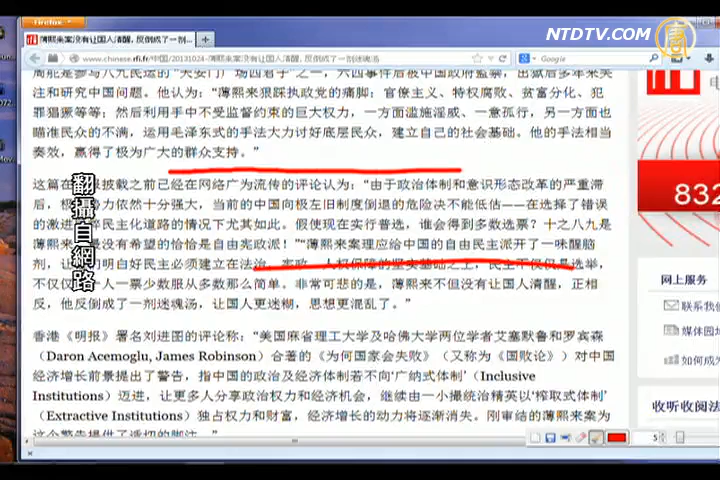 firefox
NTDTV.COM
薄熙来案没有让国人清醒，反倒成了一剂...
www.chinese.rfi.fr/中国/20131024-薄熙来案没有让国人清醒，反倒成了一剂迷魂汤
Google
周舵是参与八九民运的“天安门广场四君子”之一，六四事件后被中国政府监禁，出狱后多年来关
注和研究中国问题。他认为：“薄熙来狠踩执政党的痛脚：官僚主义、特权腐败、贫富分化、犯
罪猖獗等等；然后利用手中不受监督约束的巨大权力，一方面滥施淫威、一意孤行，另一方面也
瞄准民众的不满，运用毛泽东式的手法大力讨好底层民众，建立自己的社会基础。他的手法相当
奏效，赢得了极为广大的群众支持。”
这篇在 报披载之前已经在网络广为流传的评论认为：“由于政治体制和意识形态改革的严重滞
后，极 势力依然十分强大，当前的中国向极左旧制度倒退的危险决不能低估——在选择了错误
的激进 粹民主化道路的情况下尤其如此。假使现在实行普选，谁会得到多数选票？十之八九是
薄熙来 最没有希望的恰恰是自由宪政派！”“薄熙来案理应给中国的自由民主派开了一味醒脑
剂，让 们明白好民主必须建立在法治、宪政、人权保障的坚实基础之上，民主不仅仅是选举，
不仅仅 一人一票少数服从多数那么简单。非常可悲的是，薄熙来不但没有让国人清醒，正相
反，他反倒成了一剂迷魂汤，让国人更迷糊，思想更混乱了。”
香港《明报》署名刘进图的评论称：“美国麻省理工大学及哈佛大学两位学者艾塞默鲁和罗宾森
（Daron Acemoglu, James Robinson）合著的《为何国家会失败》（又称为《国败论》）对中国
经济增长前景提出了警告，指中国的政治及经济体制若不向‘广纳式体制’（Inclusive
Institutions）迈进，让更多人分享政治权力和经济机会，继续由一小撮统治精英以‘榨取式体制’
（Extractive Institutions）独占权力和财富，经济增长的动力将逐渐消失。刚审结的薄熙来案为
这个警告提供了适切的脚注。”
翻攝自網路
832
网上服务
联系我
媒体园地
如何成为
收听收阅法
5